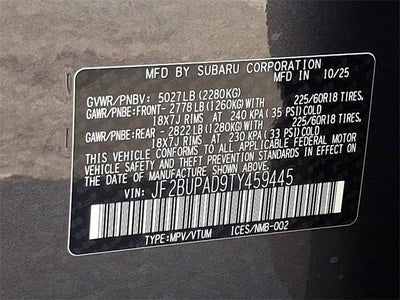 MFD BY SUBARU CORPORATION
MFD IN 10/25
GVWR/PNBV: 5027LB (2280KG)
GAWR/PNBE:FRONT- 2778LB(1260KG)WITH 225/60R18 TIRES,
18X7J RIMS, AT 240 KPA(35 PSI)COLD
GAWR/PNBE:REAR - 2822LB(1280KG)WITH 225/60R18 TIRES,
18X7J RIMS, AT 230 KPA(33 PSI)COLD
THIS VEHICLE CONFORMS TO ALL APPLICABLE FEDERAL MOTOR
VEHICLE SAFETY AND THEFT PREVENTION STANDARDS IN EFFECT ON
THE DATE OF MANUFACTURE SHOWN ABOVE.
JF2BUPAD9TY459445
TYPE:MPV/VTUM ICES/NMB-002